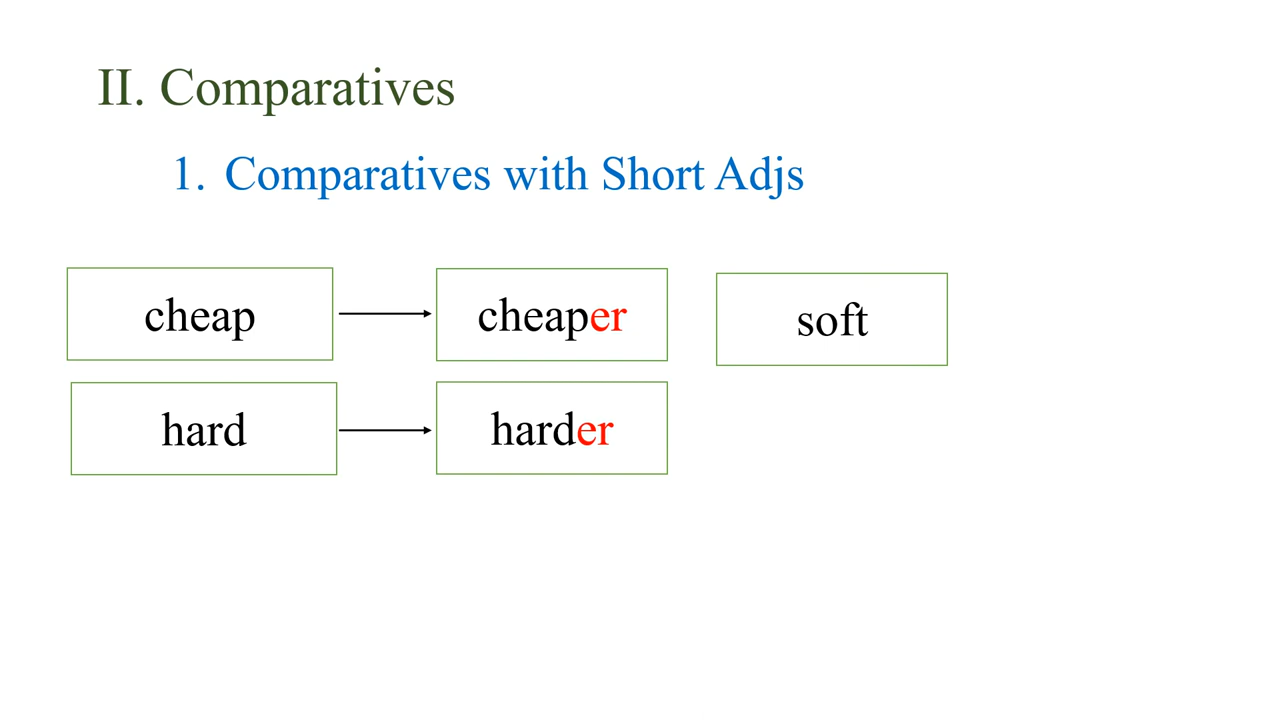 II. Comparatives
1. Comparatives with Short Adjs
cheap cheaper soft
hard harder